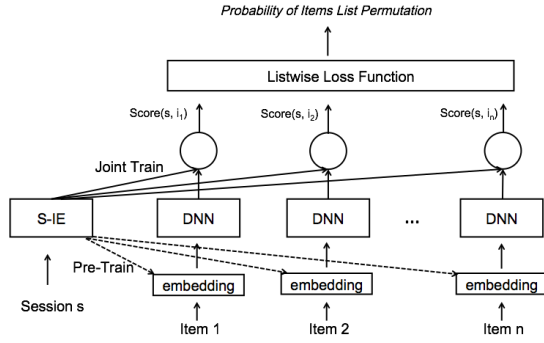 Probability of Items List Permutation
Listwise Loss Function
Score(s, i₁)
Score(s, i₂)
Score(s, iₙ)
Joint Train
S-IE
DNN
DNN
...
DNN
Pre-Train
embedding
embedding
embedding
Session s
Item 1
Item 2
Item n